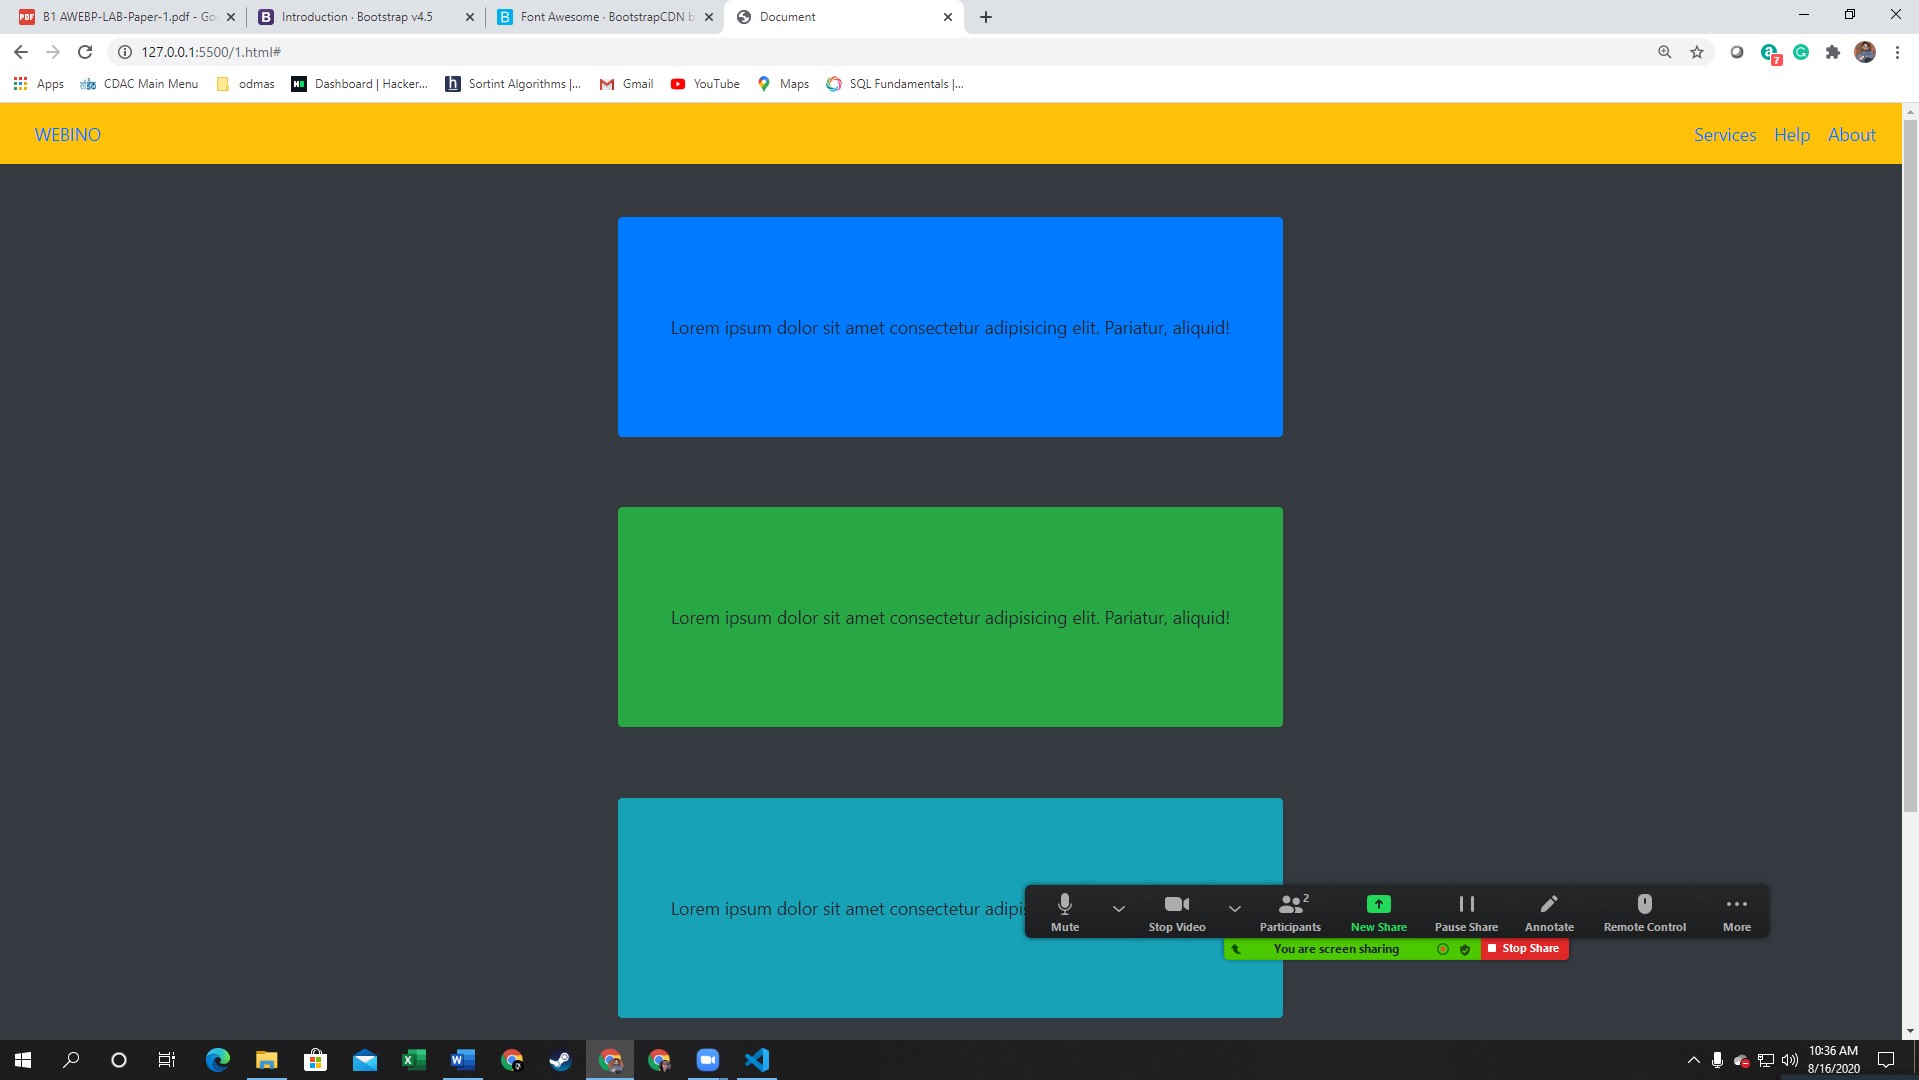 B1 AWEBP-LAB-Paper-1.pdf - Go
Introduction · Bootstrap v4.5
Font Awesome · BootstrapCDN b
Document
127.0.0.1:5500/1.html#
7
Apps
CDAC Main Menu
odmas
Dashboard | Hacker...
Sortint Algorithms |...
Gmail
YouTube
Maps
SQL Fundamentals |...
WEBINO
Services Help About
Lorem ipsum dolor sit amet consectetur adipisicing elit. Pariatur, aliquid!
Lorem ipsum dolor sit amet consectetur adipisicing elit. Pariatur, aliquid!
Lorem ipsum dolor sit amet consectetur adipis
2
Mute
Stop Video
Participants
New Share
Pause Share
Annotate
Remote Control
More
You are screen sharing
Stop Share
10:36 AM
8/16/2020